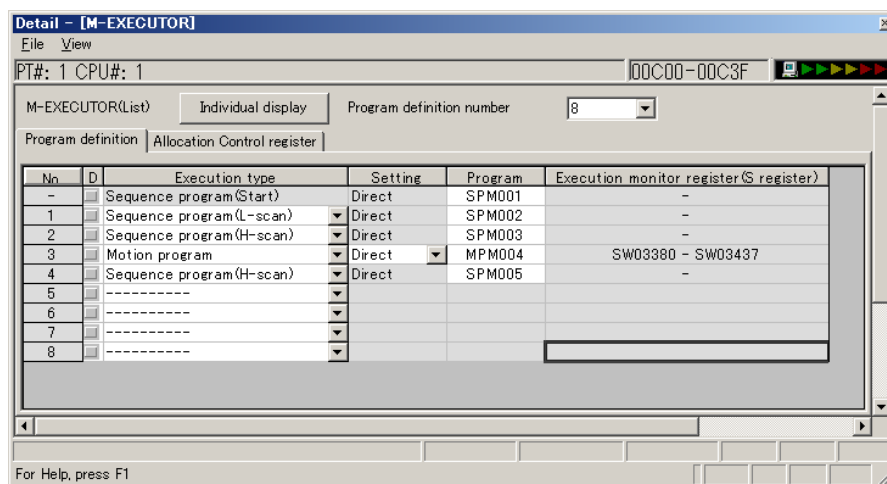 Detail - [M-EXECUTOR]
File View
PT#: 1 CPU#: 1 00C00-00C3F
M-EXECUTOR(List) Individual display Program definition number 8
Program definition Allocation Control register
No D Execution type Setting Program Execution monitor register(S register)
- Sequence program(Start) Direct SPM001 -
1 Sequence program(L-scan) Direct SPM002 -
2 Sequence program(H-scan) Direct SPM003 -
3 Motion program Direct MPM004 SW03380 - SW03437
4 Sequence program(H-scan) Direct SPM005 -
5 ----------
6 ----------
7 ----------
8 ----------
For Help, press F1